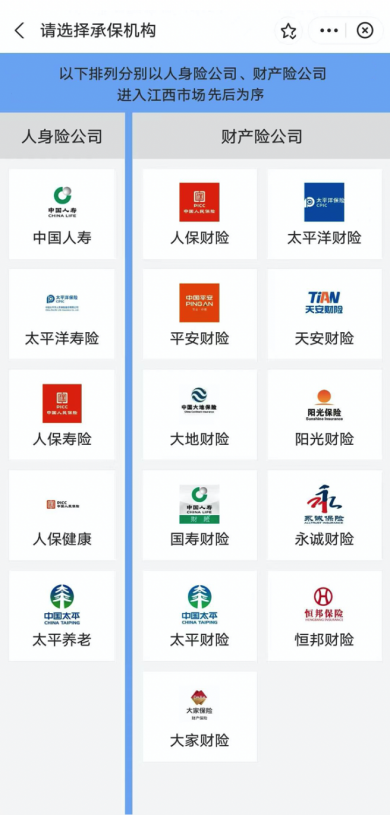 请选择承保机构
以下排列分别以人身险公司、财产险公司
进入江西市场先后为序
人身险公司
财产险公司
中国人寿
CHINA LIFE
中国人寿
PICC
中国人民保险
人保财险
太平洋保险
CPIC
太平洋财险
太平洋保险
CPIC
太平洋寿险
中国平安
PINGAN
平安财险
TIAN
天安财险
天安财险
PICC
中国人民保险
人保寿险
中国大地保险
大地财险
阳光保险
Sunshine Insurance
阳光财险
PICC
中国人民保险
人保健康
中国人寿
CHINA LIFE
财险
国寿财险
永诚保险
永诚财险
中国太平
CHINA TAIPING
太平养老
中国太平
CHINA TAIPING
太平财险
恒邦保险
恒邦财险
大家保险
财产保险
大家财险